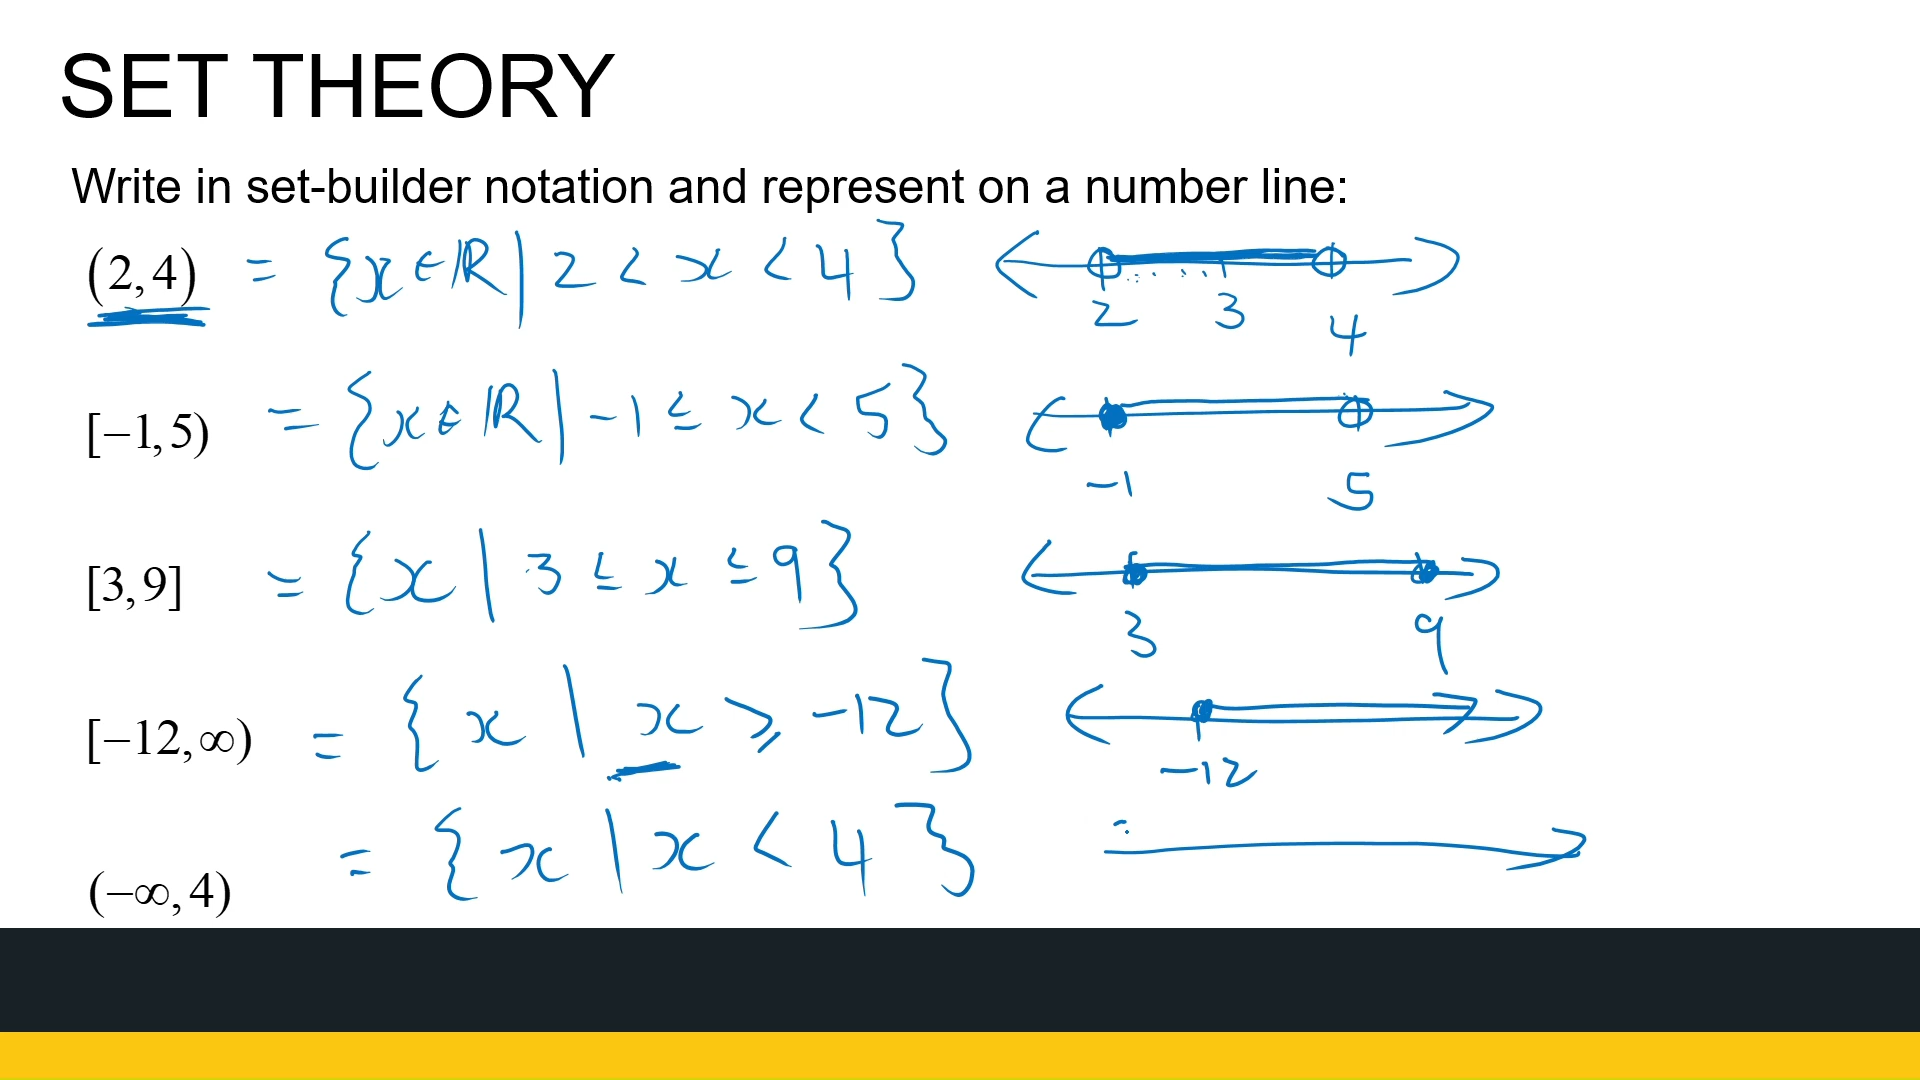 SET THEORY
Write in set-builder notation and represent on a number line:
(2,4) = {x∈ℝ | 2 < x < 4} 2 3 4
[−1,5) = {x∈ℝ | −1 ≤ x < 5} −1 5
[3,9] = {x | 3 ≤ x ≤ 9} 3 9
[−12,∞) = {x | x ≥ −12} −12
(−∞,4) = {x | x < 4}